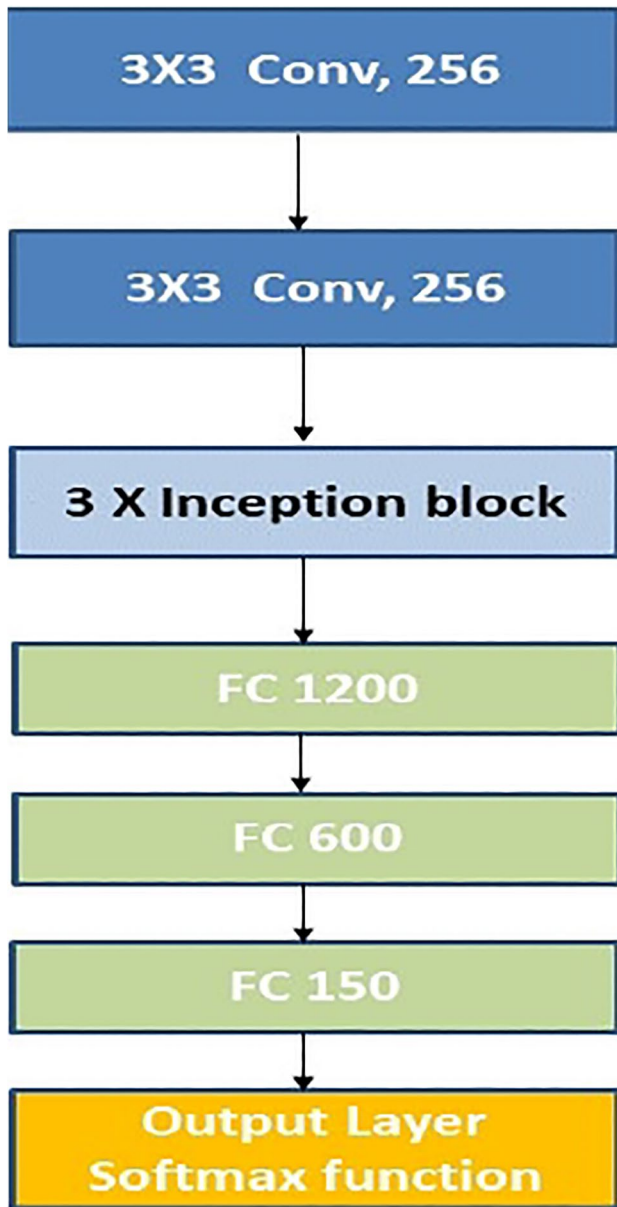 3X3 Conv, 256
3X3 Conv, 256
3 X Inception block
FC 1200
FC 600
FC 150
Output Layer
Softmax function